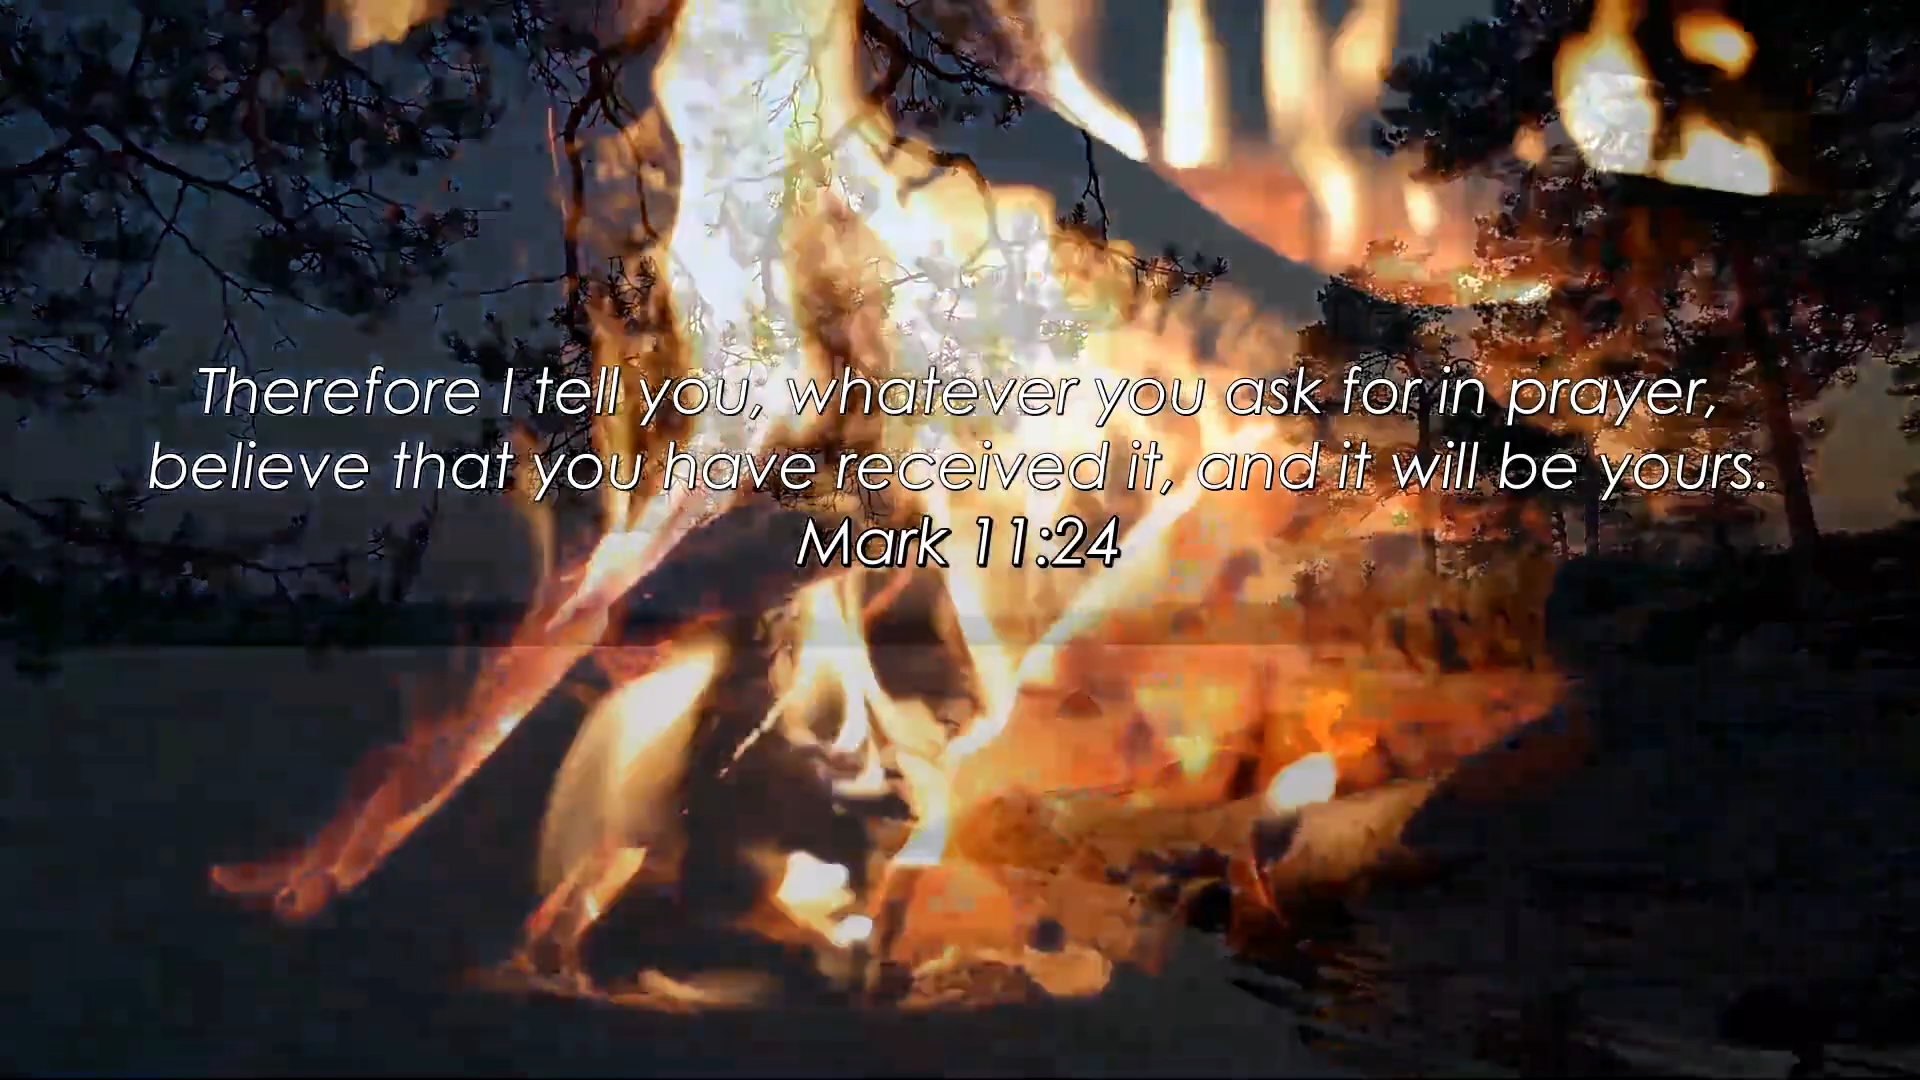 Therefore I tell you, whatever you ask for in prayer,
believe that you have received it, and it will be yours.
Mark 11:24